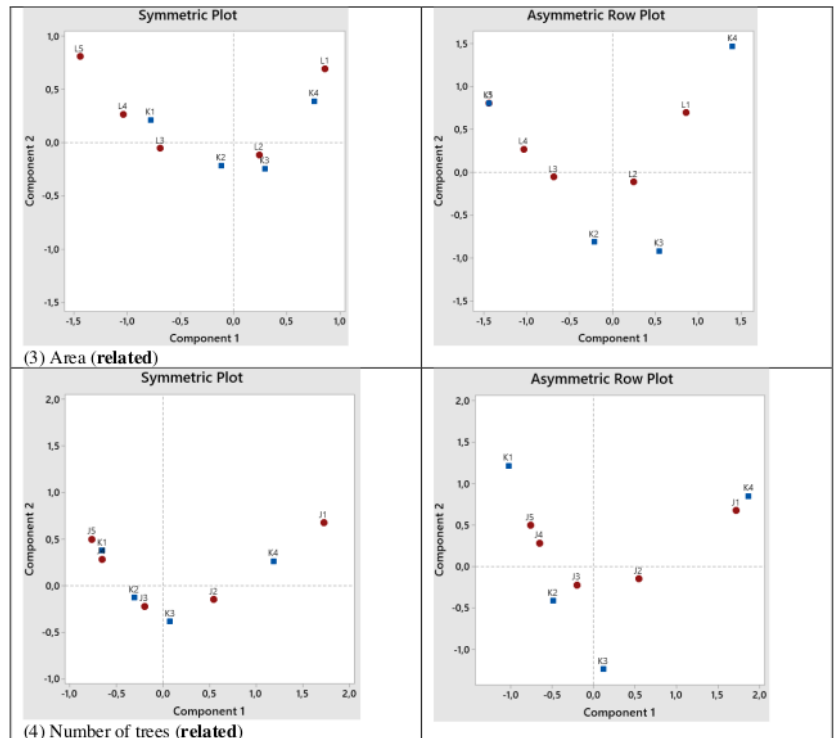 Symmetric Plot
1,0
0,5
0,0
-0,5
-1,0
-1,5
Component 2
L5
L1
L4
K1
K4
L3
K2
L2
K3
-1,5 -1,0 -0,5 0,0 0,5 1,0
Component 1
(3) Area (related)
Asymmetric Row Plot
1,5
1,0
0,5
0,0
-0,5
-1,0
-1,5
Component 2
K4
L1
L4
L3
L2
K2
K3
-1,5 -1,0 -0,5 0,0 0,5 1,0 1,5
Component 1
Symmetric Plot
2,0
1,5
1,0
0,5
0,0
-0,5
-1,0
Component 2
J1
J5
K1
K4
K2
J3
J2
K3
-1,0 -0,5 0,0 0,5 1,0 1,5 2,0
Component 1
(4) Number of trees (related)
Asymmetric Row Plot
2,0
1,5
1,0
0,5
0,0
-0,5
-1,0
Component 2
K1
K4
J1
J5
J4
J3
J2
K2
K3
-1,0 -0,5 0,0 0,5 1,0 1,5 2,0
Component 1